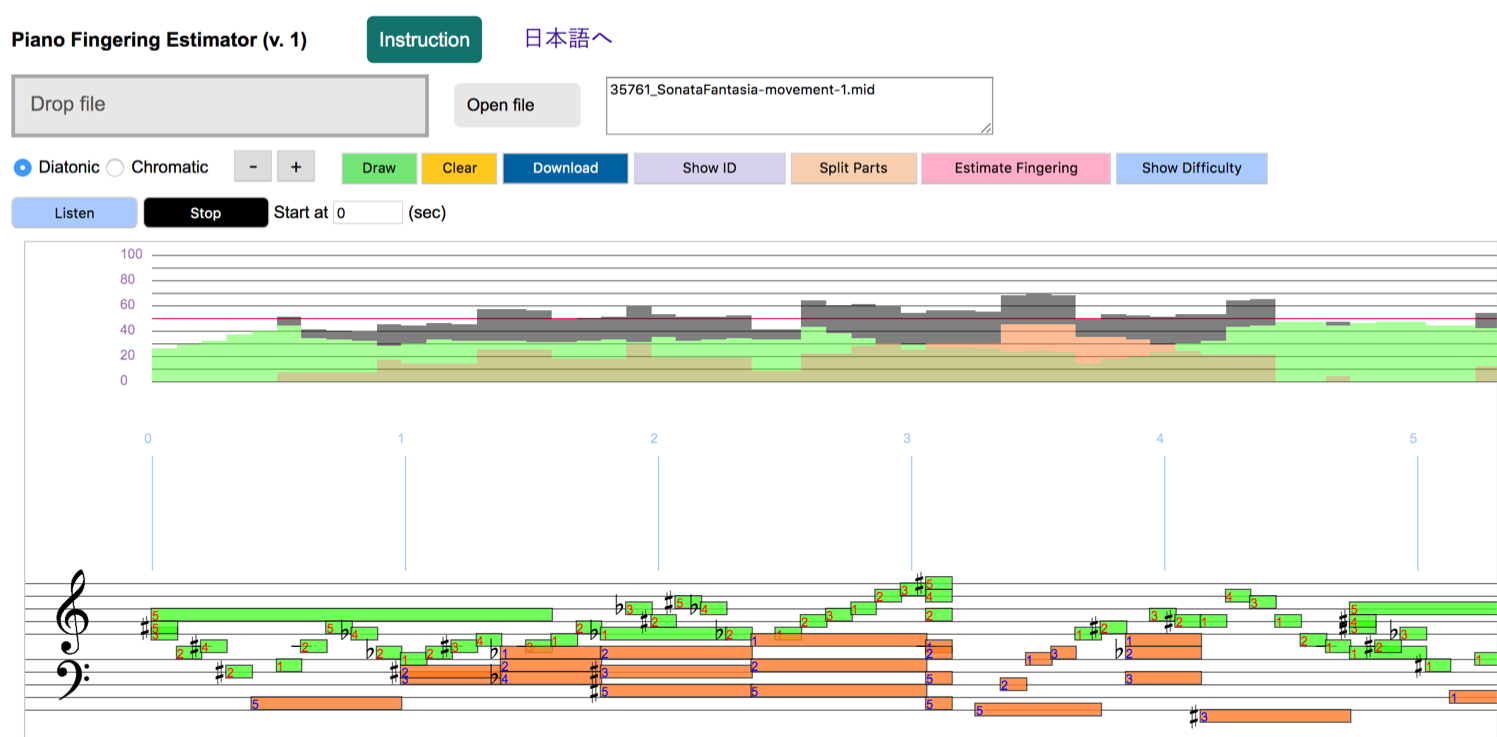 Piano Fingering Estimator (v. 1) Instruction 日本語へ
Drop file Open file 35761_SonataFantasia-movement-1.mid
Diatonic Chromatic - + Draw Clear Download Show ID Split Parts Estimate Fingering Show Difficulty
Listen Stop Start at 0 (sec)
100
80
60
40
20
0
0 1 2 3 4 5